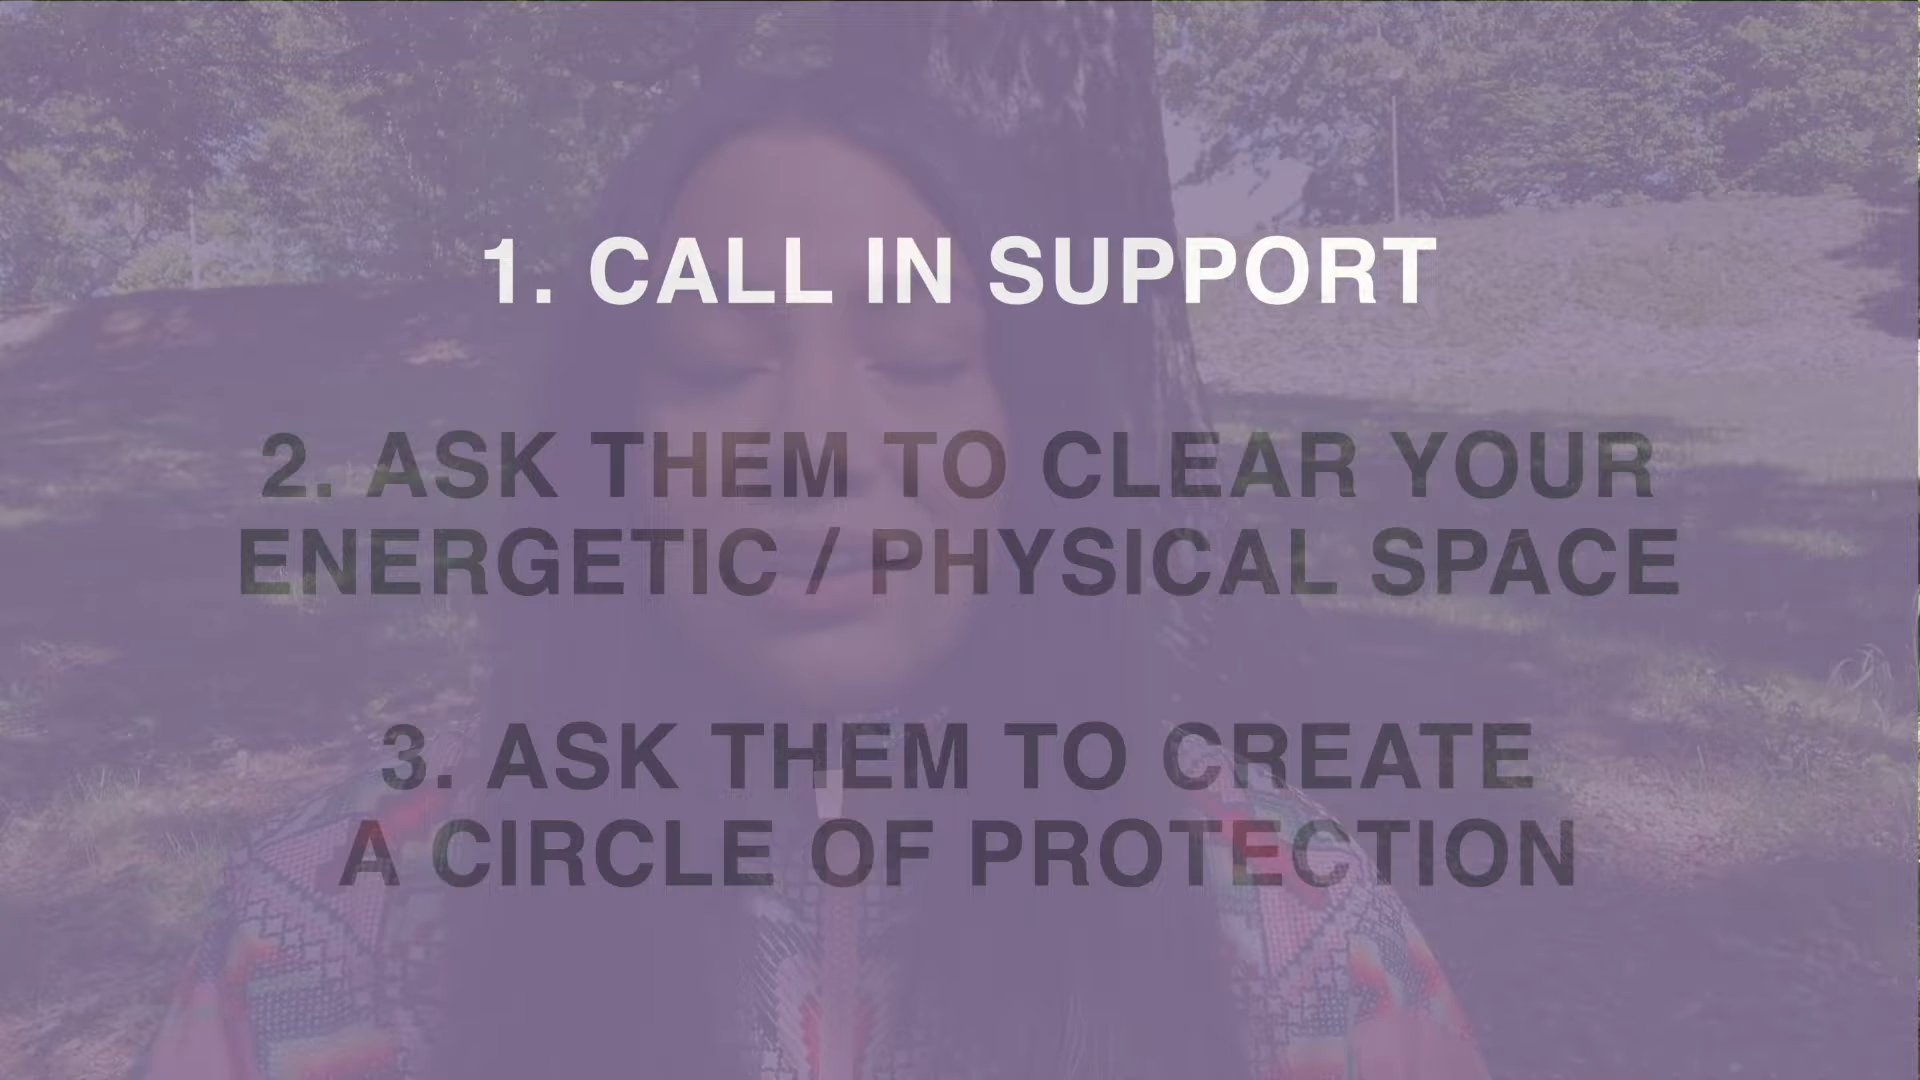 1. CALL IN SUPPORT
2. ASK THEM TO CLEAR YOUR
ENERGETIC / PHYSICAL SPACE
3. ASK THEM TO CREATE
A CIRCLE OF PROTECTION